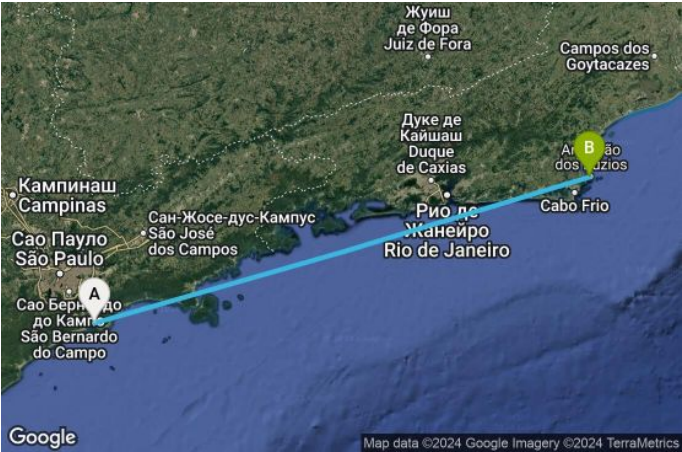 Жуиш
де Фора
Juiz de Fora
Campos dos
Goytacazes
Дуке де
Кайшаш
Duque
de Caxias
B
dos
Кампинаш
Campinas
Сан-Жосе-дус-Кампус
São José
dos Campos
Cabo Frio
Рио де
Жанейро
Rio de Janeiro
Сао Пауло
São Paulo
A
Сао
до
São Bernardo
do Campo
Google
Map data ©2024 Google Imagery ©2024 TerraMetrics